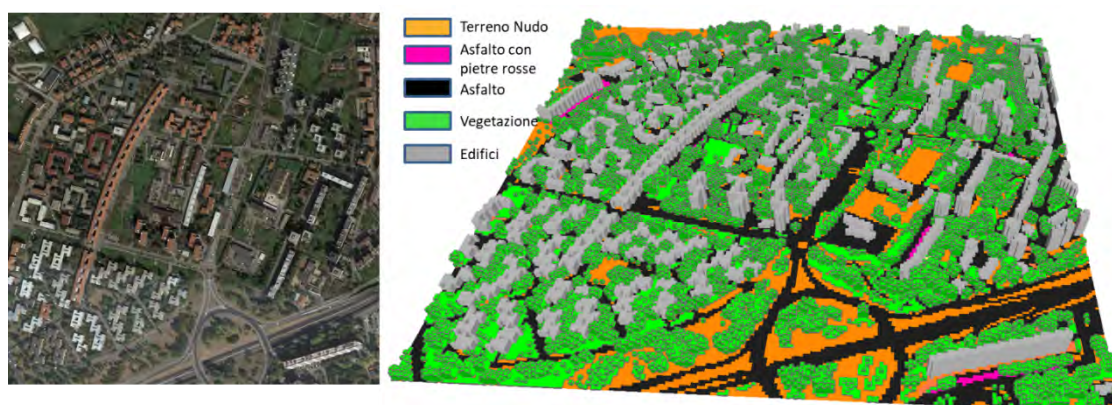 Terreno Nudo
Asfalto con
pietre rosse
Asfalto
Vegetazione
Edifici